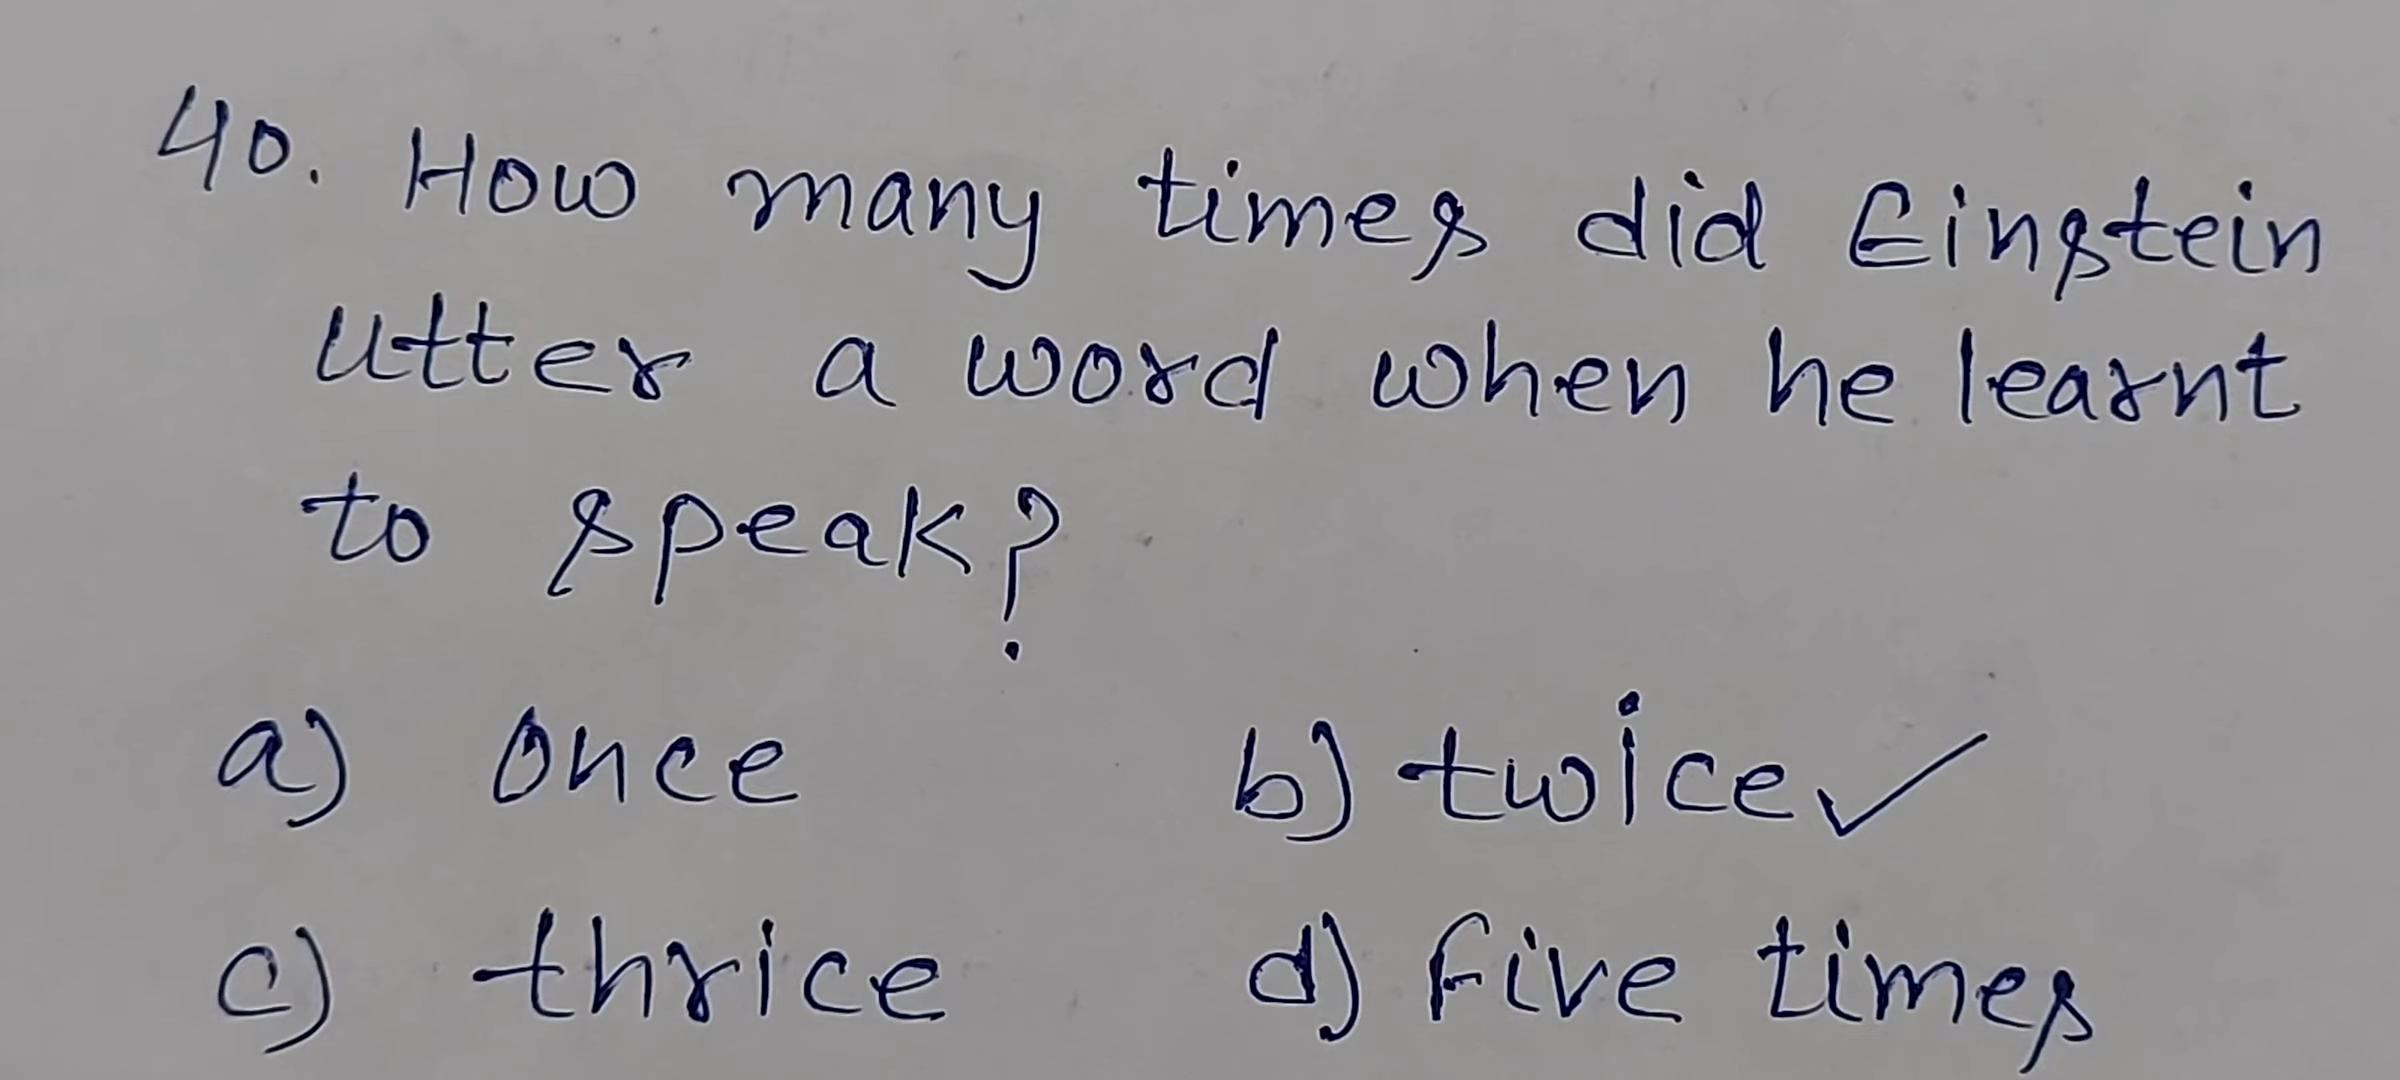 40. How many times did Einstein
utter a word when he learnt
to speak?
a) once b) twice ✓
c) thrice d) five times